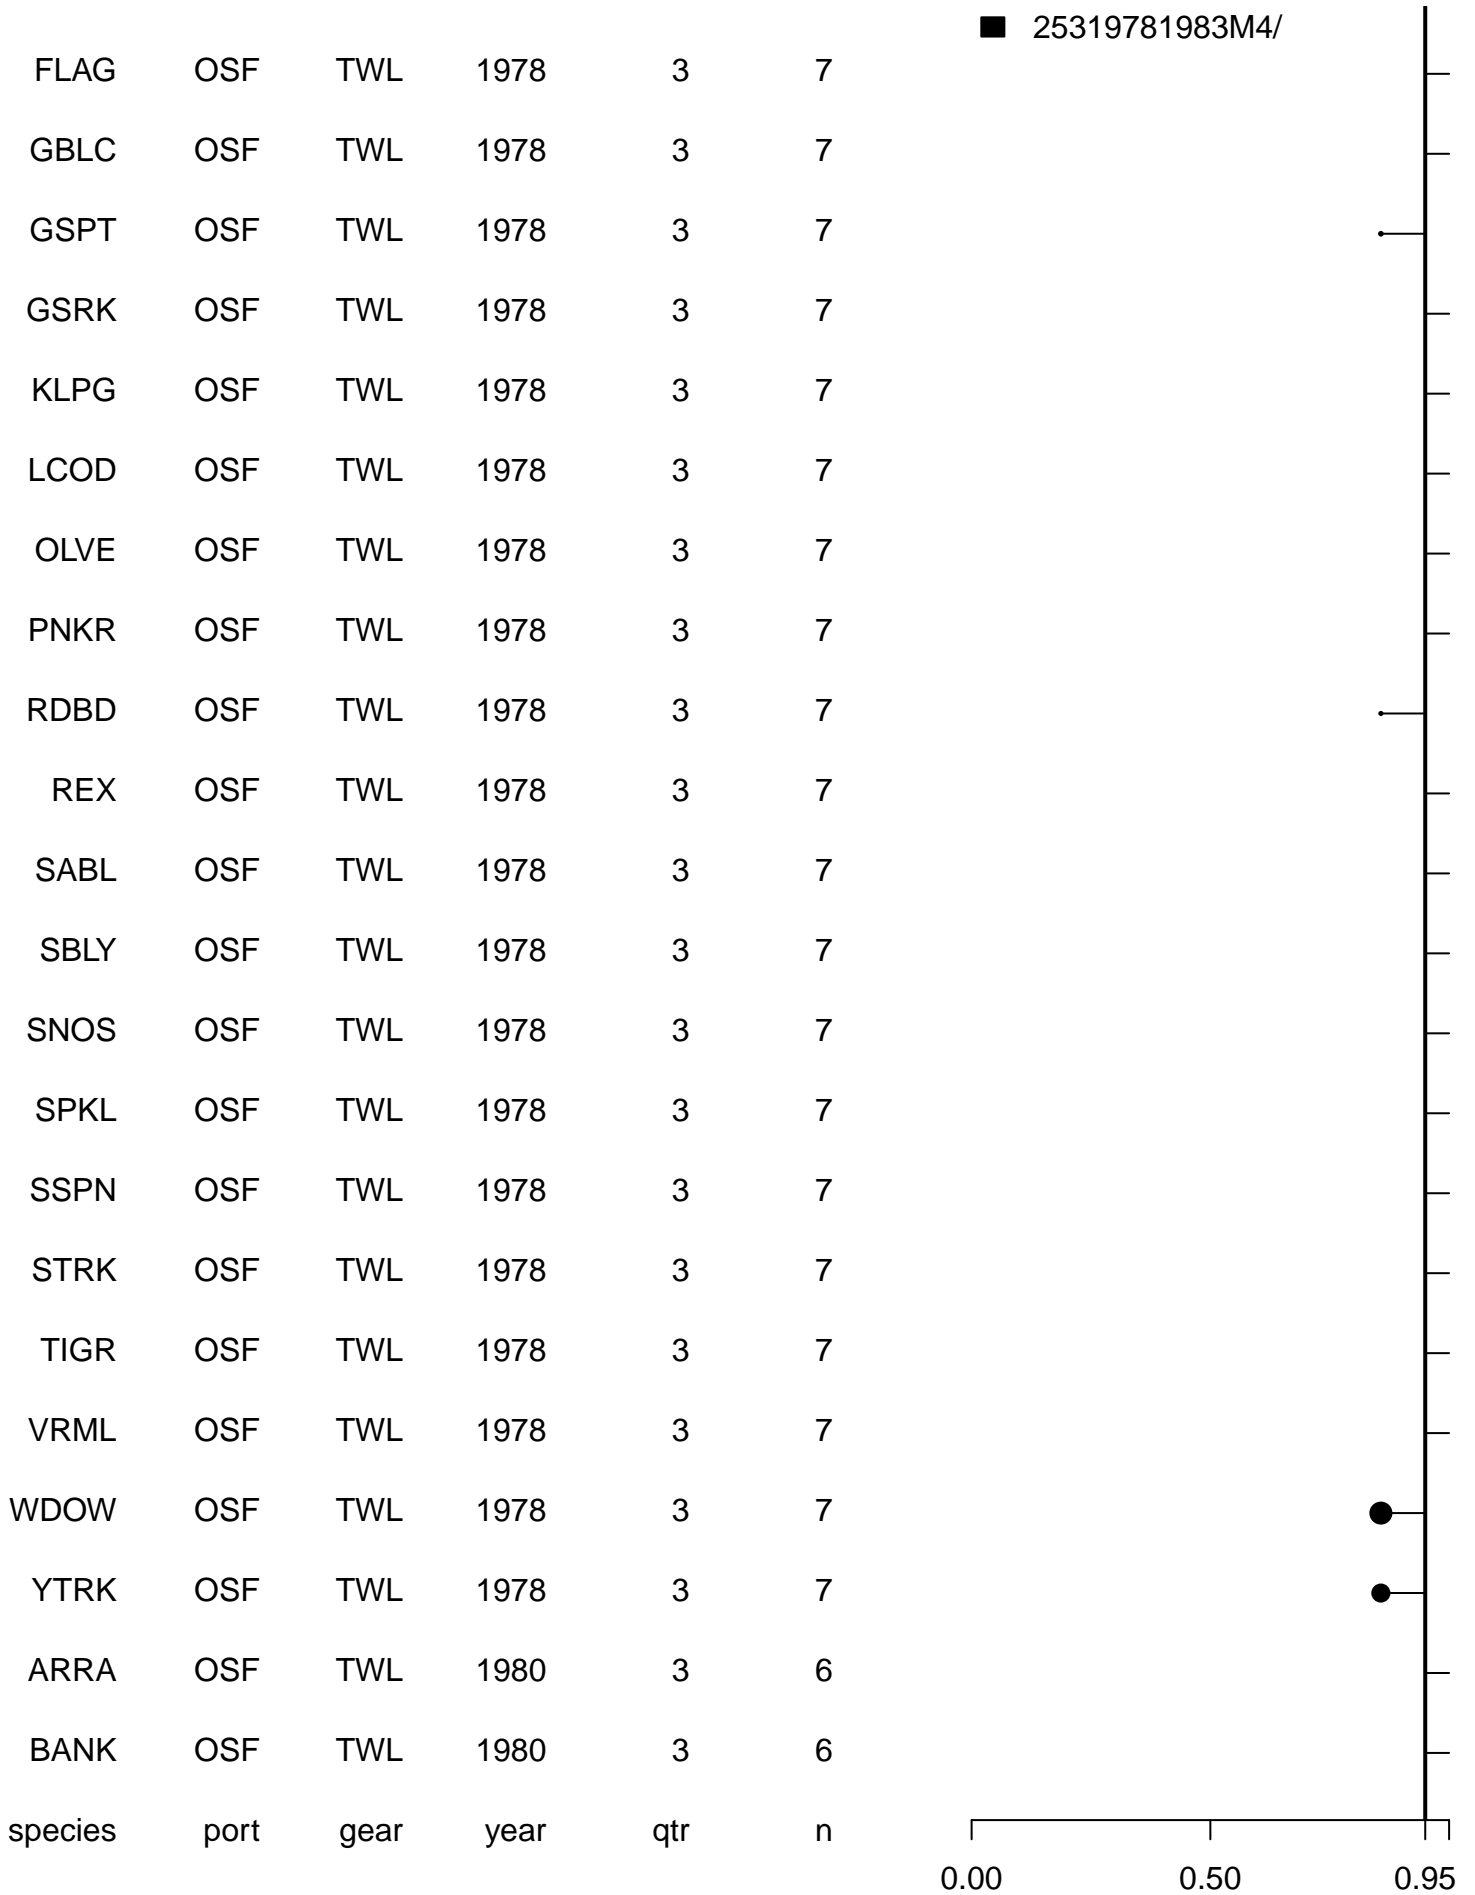 25319781983M4/
FLAG OSF TWL 1978 3 7
GBLC OSF TWL 1978 3 7
GSPT OSF TWL 1978 3 7
GSRK OSF TWL 1978 3 7
KLPG OSF TWL 1978 3 7
LCOD OSF TWL 1978 3 7
OLVE OSF TWL 1978 3 7
PNKR OSF TWL 1978 3 7
RDBD OSF TWL 1978 3 7
REX OSF TWL 1978 3 7
SABL OSF TWL 1978 3 7
SBLY OSF TWL 1978 3 7
SNOS OSF TWL 1978 3 7
SPKL OSF TWL 1978 3 7
SSPN OSF TWL 1978 3 7
STRK OSF TWL 1978 3 7
TIGR OSF TWL 1978 3 7
VRML OSF TWL 1978 3 7
WDOW OSF TWL 1978 3 7
YTRK OSF TWL 1978 3 7
ARRA OSF TWL 1980 3 6
BANK OSF TWL 1980 3 6
species port gear year qtr n
0.00 0.50 0.95